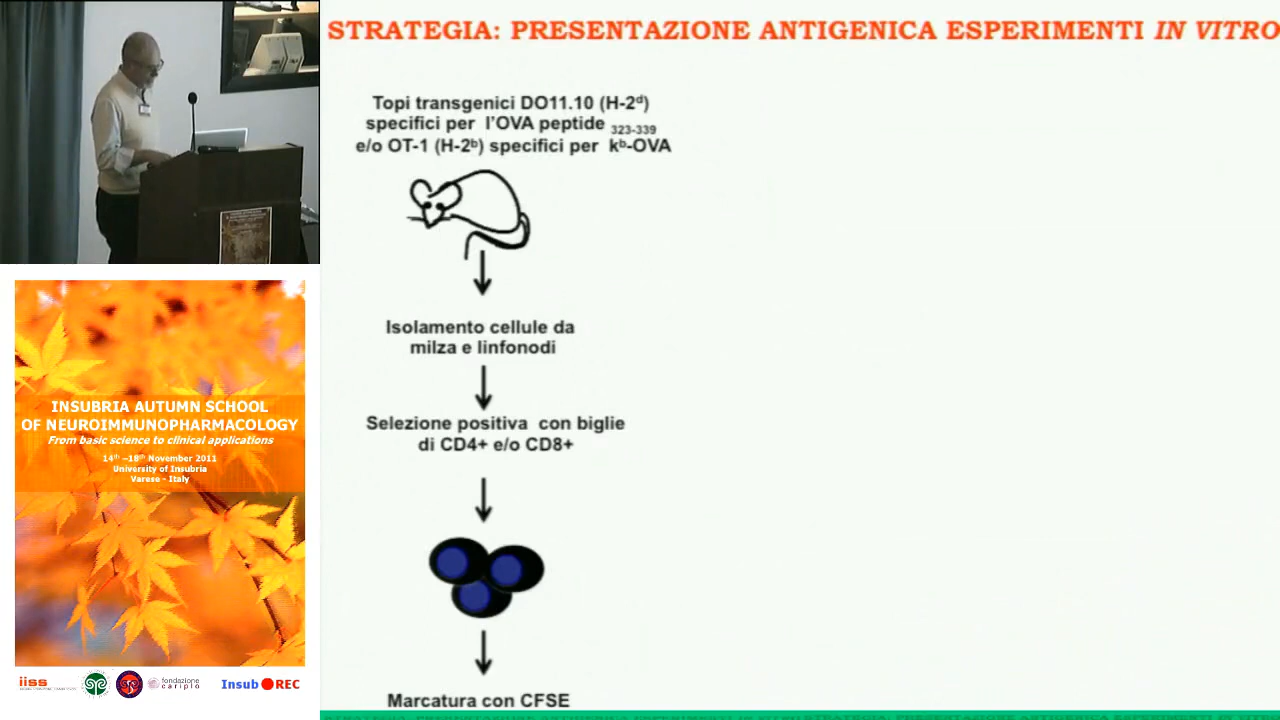 STRATEGIA: PRESENTAZIONE ANTIGENICA ESPERIMENTI IN VITRO
Topi transgenici DO11.10 (H-2ᵈ)
specifici per l'OVA peptide 323-339
e/o OT-1 (H-2ᵇ) specifici per kᵇ-OVA
Isolamento cellule da
milza e linfonodi
Selezione positiva con biglie
di CD4+ e/o CD8+
Marcatura con CFSE
INSUBRIA AUTUMN SCHOOL
OF NEUROIMMUNOPHARMACOLOGY
From basic science to clinical applications
14th –18th November 2011
University of Insubria
Varese - Italy
iiss
fondazione
cariplo
Insub REC